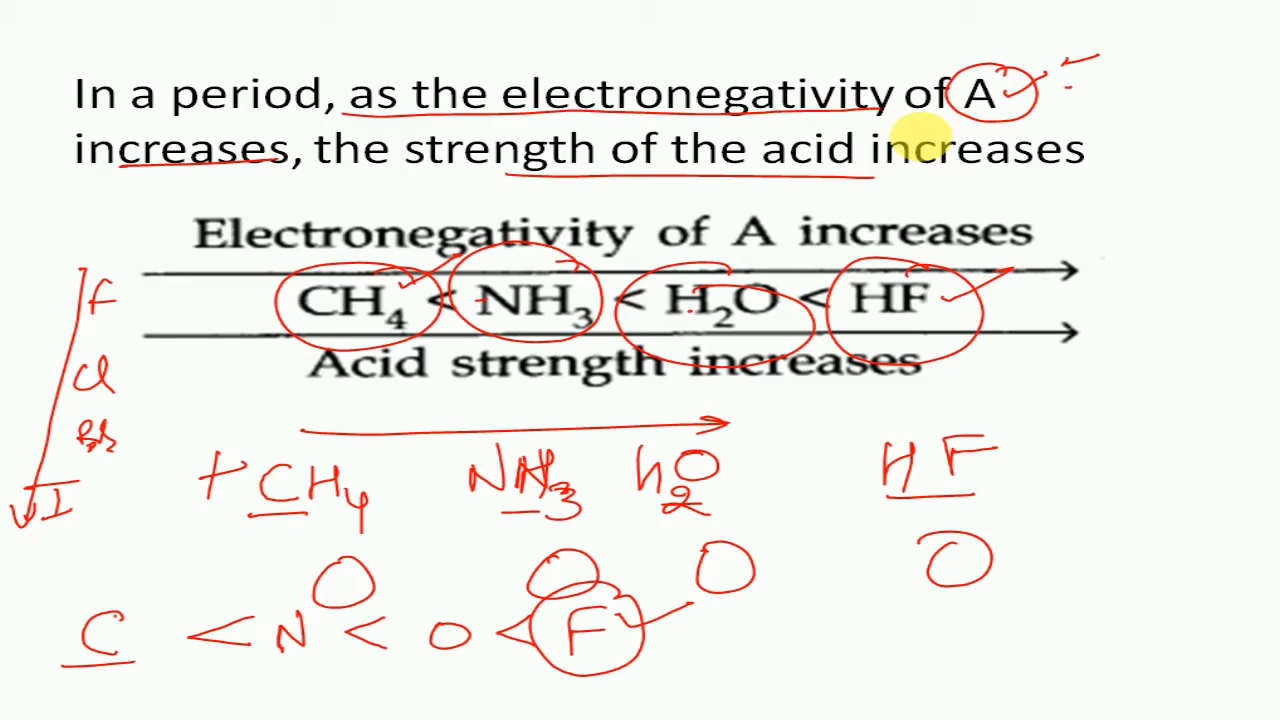 In a period, as the electronegativity of A
increases, the strength of the acid increases
Electronegativity of A increases
CH₄ < NH₃ < H₂O < HF
Acid strength increases
F
Cl
Br
I
+ CH₄ NH₃ h₂O HF
C < N < O < F